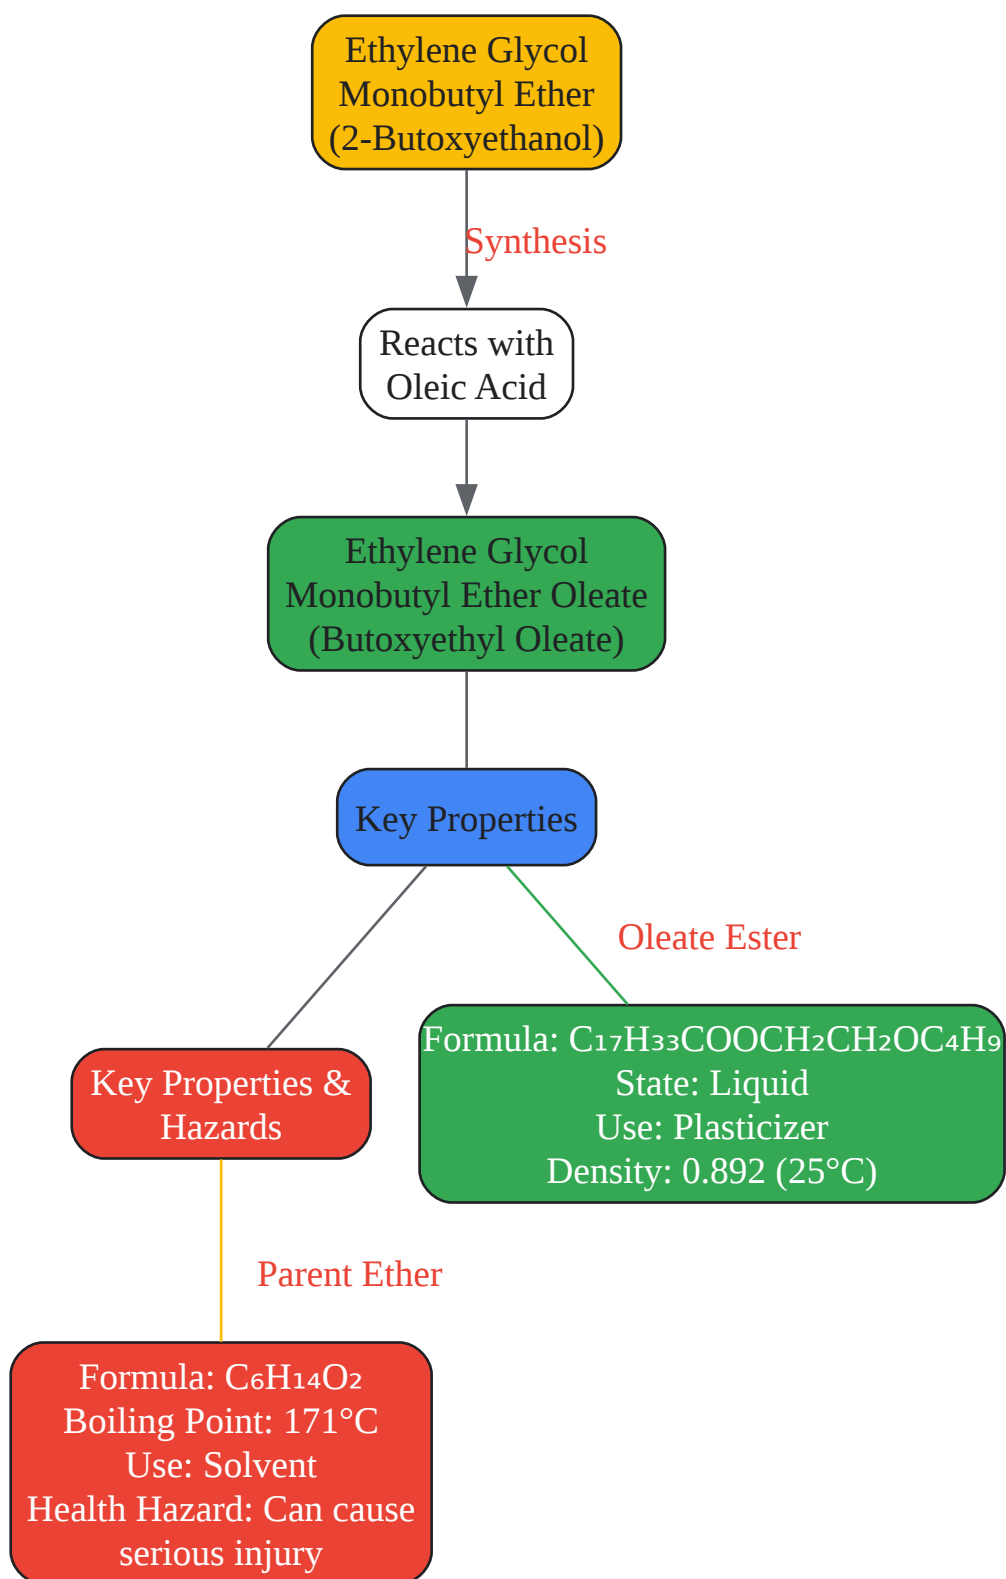 Ethylene Glycol
Monobutyl Ether
(2-Butoxyethanol)
Synthesis
Reacts with
Oleic Acid
Ethylene Glycol
Monobutyl Ether Oleate
(Butoxyethyl Oleate)
Key Properties
Oleate Ester
Formula: C₁₇H₃₃COOCH₂CH₂OC₄H₉
State: Liquid
Use: Plasticizer
Density: 0.892 (25°C)
Key Properties &
Hazards
Parent Ether
Formula: C₆H₁₄O₂
Boiling Point: 171°C
Use: Solvent
Health Hazard: Can cause
serious injury